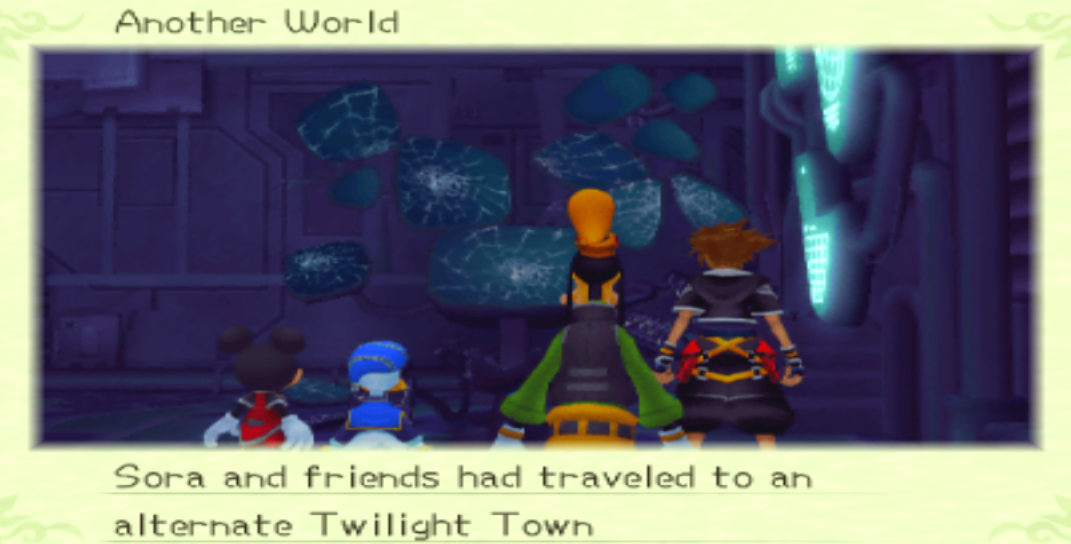 Another World
Sora and friends had traveled to an
alternate Twilight Town